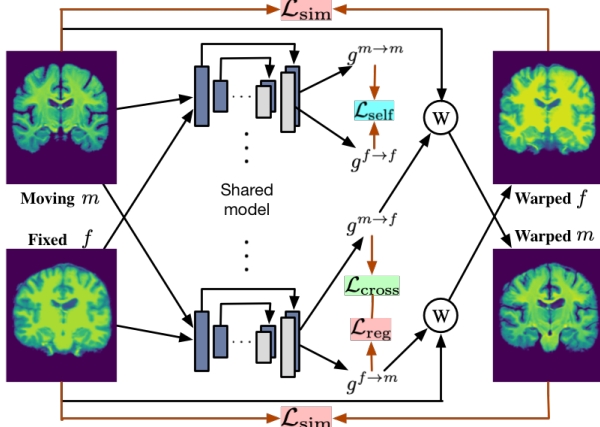 𝓛sim
g^{m→m}
𝓛self
g^{f→f}
W
Moving m
Shared
model
Warped f
Fixed f
g^{m→f}
Warped m
𝓛cross
𝓛reg
W
g^{f→m}
𝓛sim